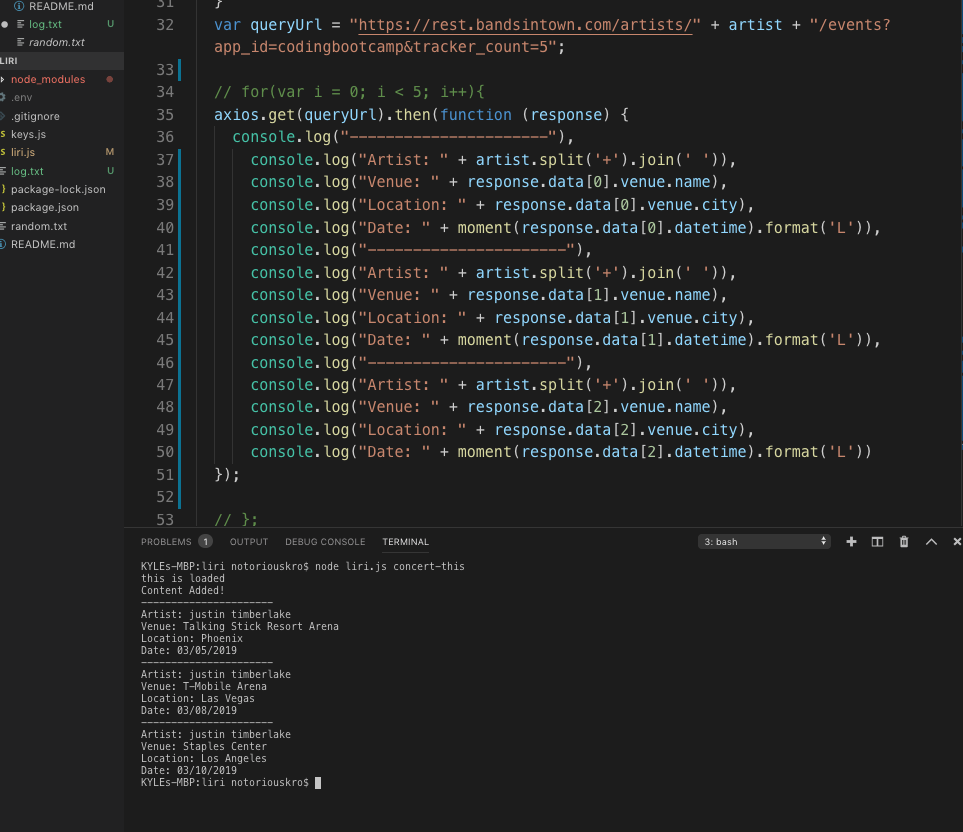 README.md
log.txt U
random.txt
LIRI
node_modules
.env
.gitignore
keys.js
liri.js M
log.txt U
package-lock.json
package.json
random.txt
README.md
31 }
32 var queryUrl = "https://rest.bandsintown.com/artists/" + artist + "/events?
app_id=codingbootcamp&tracker_count=5";
33
34 // for(var i = 0; i < 5; i++){
35 axios.get(queryUrl).then(function (response) {
36 console.log("----------------------"),
37 console.log("Artist: " + artist.split('+').join(' ')),
38 console.log("Venue: " + response.data[0].venue.name),
39 console.log("Location: " + response.data[0].venue.city),
40 console.log("Date: " + moment(response.data[0].datetime).format('L')),
41 console.log("----------------------"),
42 console.log("Artist: " + artist.split('+').join(' ')),
43 console.log("Venue: " + response.data[1].venue.name),
44 console.log("Location: " + response.data[1].venue.city),
45 console.log("Date: " + moment(response.data[1].datetime).format('L')),
46 console.log("----------------------"),
47 console.log("Artist: " + artist.split('+').join(' ')),
48 console.log("Venue: " + response.data[2].venue.name),
49 console.log("Location: " + response.data[2].venue.city),
50 console.log("Date: " + moment(response.data[2].datetime).format('L'))
51 });
52
53 // };
PROBLEMS 1 OUTPUT DEBUG CONSOLE TERMINAL 3: bash
KYLEs-MBP:liri notoriouskro$ node liri.js concert-this
this is loaded
Content Added!
----------------------
Artist: justin timberlake
Venue: Talking Stick Resort Arena
Location: Phoenix
Date: 03/05/2019
----------------------
Artist: justin timberlake
Venue: T-Mobile Arena
Location: Las Vegas
Date: 03/08/2019
----------------------
Artist: justin timberlake
Venue: Staples Center
Location: Los Angeles
Date: 03/10/2019
KYLEs-MBP:liri notoriouskro$